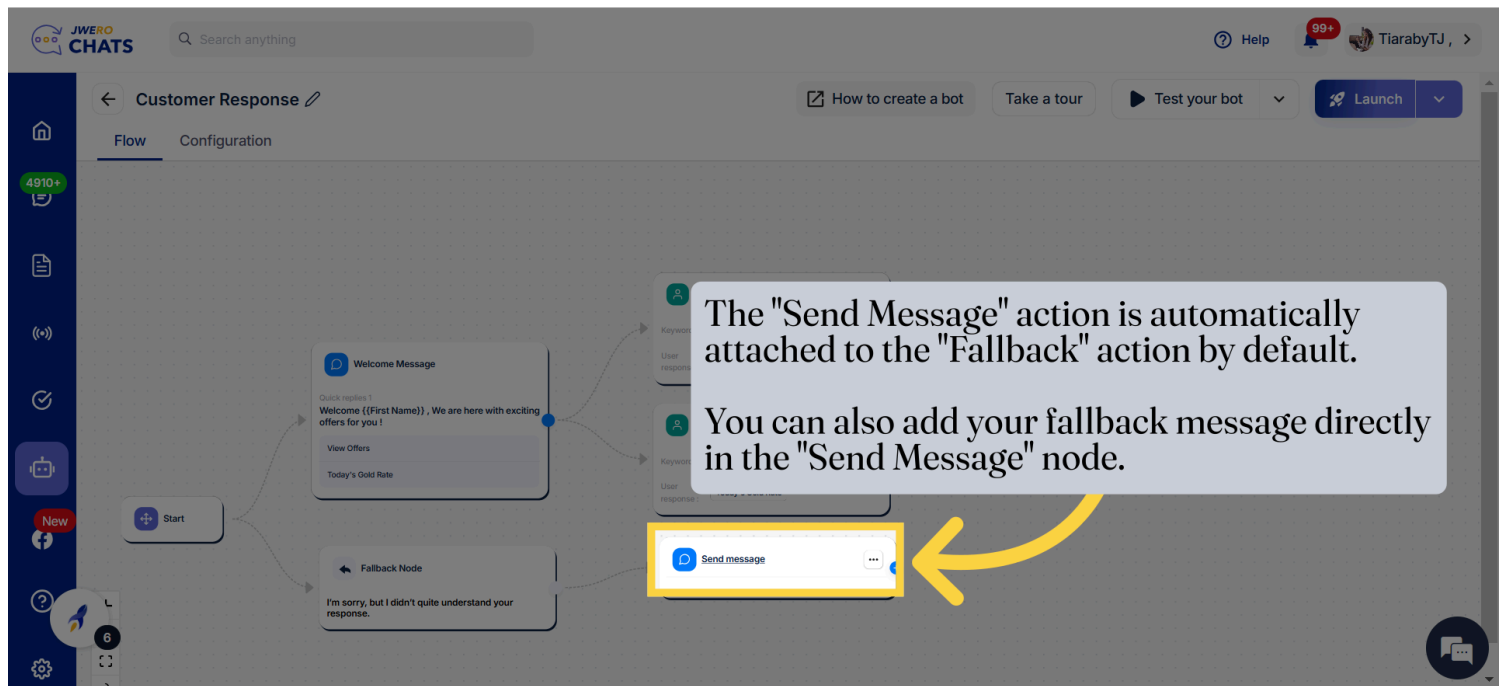 JWERO
CHATS
Search anything
Help
99+
TiarabyTJ ,
Customer Response
How to create a bot
Take a tour
Test your bot
Launch
Flow
Configuration
4910+
New
6
Start
Welcome Message
Quick replies 1
Welcome {{First Name}} , We are here with exciting
offers for you !
View Offers
Today's Gold Rate
Fallback Node
I'm sorry, but I didn't quite understand your
response.
User
User
response :
The "Send Message" action is automatically
attached to the "Fallback" action by default.
You can also add your fallback message directly
in the "Send Message" node.
Send message